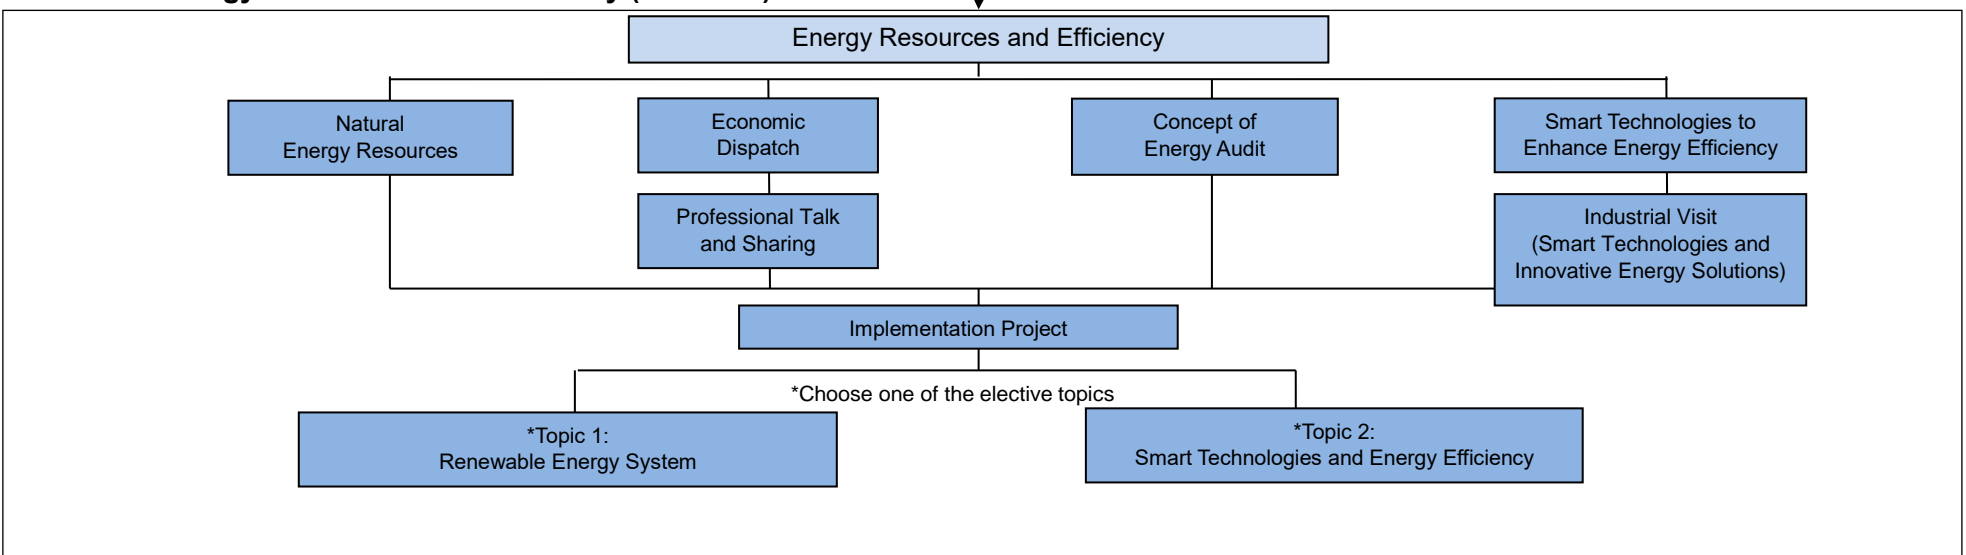 Energy Resources and Efficiency
Natural
Energy Resources
Economic
Dispatch
Concept of
Energy Audit
Smart Technologies to
Enhance Energy Efficiency
Professional Talk
and Sharing
Industrial Visit
(Smart Technologies and
Innovative Energy Solutions)
Implementation Project
*Choose one of the elective topics
*Topic 1:
Renewable Energy System
*Topic 2:
Smart Technologies and Energy Efficiency